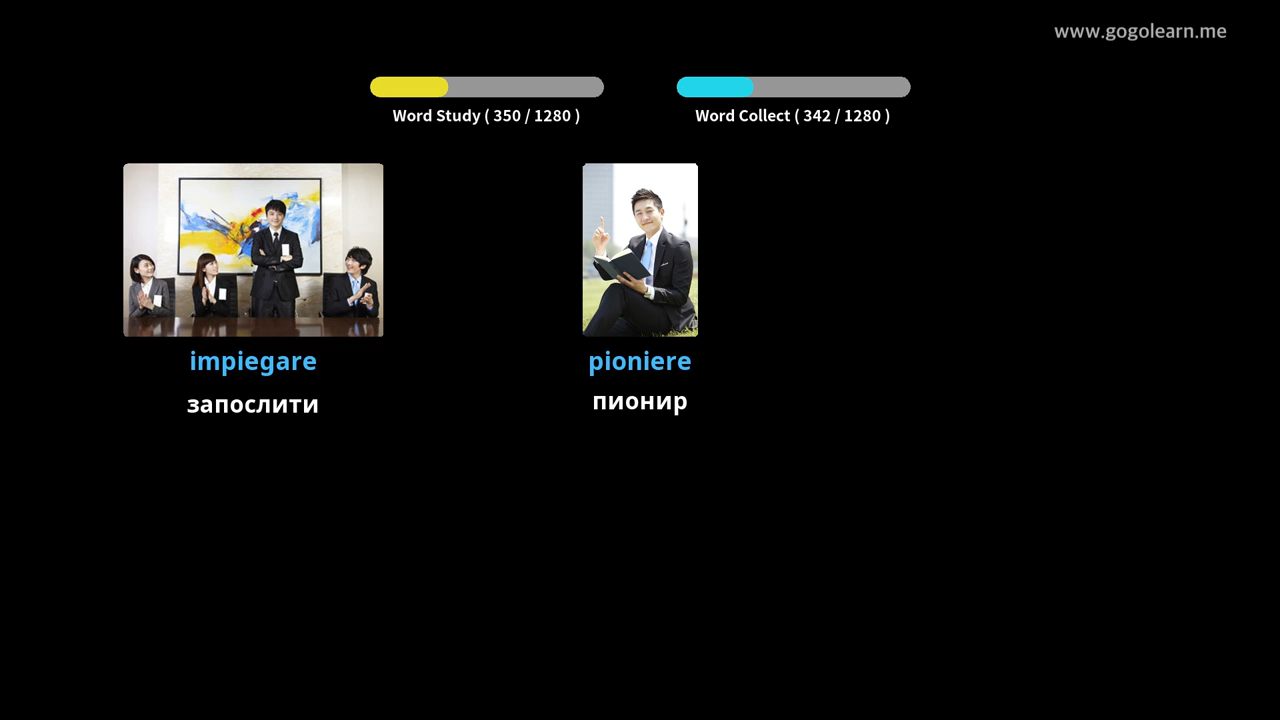 www.gogolearn.me
Word Study ( 350 / 1280 )
Word Collect ( 342 / 1280 )
impiegare
запослити
pioniere
пионир